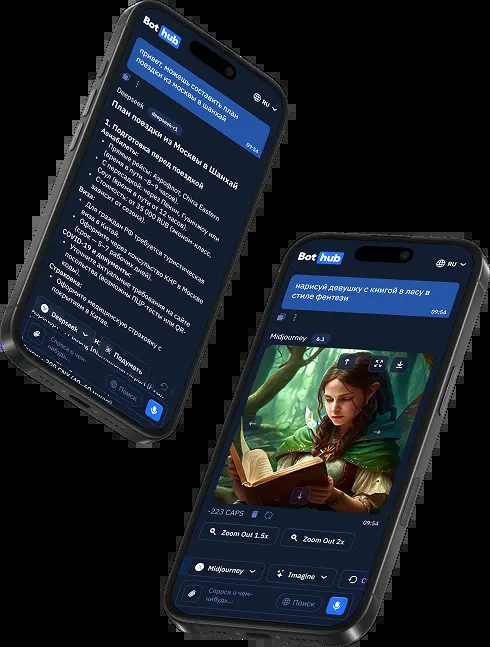 Bot hub
RU
привет, можешь составить план
поездки из москвы в шанхай
09:54
Deepseek deepseek-r1
План поездки из Москвы в Шанхай
1. Подготовка перед поездкой
Авиабилеты:
• Прямые рейсы: Аэрофлот, China Eastern
(время в пути ~8–9 часов).
• С пересадкой: через Пекин, Гуанчжоу или
Сеул (время в пути от 12 часов).
• Стоимость: от 35 000 RUB (эконом-класс,
зависит от сезона).
Виза:
• Для граждан РФ требуется туристическая
виза в Китай.
• Оформите через консульство КНР в Москве
(срок — 5–7 рабочих дней).
COVID-19 и документы:
• Уточните актуальные требования на сайте
посольства (возможны ПЦР-тесты или QR-
коды).
Страховка:
• Оформите медицинскую страховку с
покрытием в Китае.
Deepseek
Подумать
Спроси о чем-
нибудь...
Поиск
Bot hub
RU
нарисуй девушку с книгой в лесу в
стиле фентези
09:54
Midjourney 6.1
-223 CAPS
09:54
Zoom Out 1.5x
Zoom Out 2x
Midjourney
Imagine
Спроси о чем-
нибудь...
Поиск